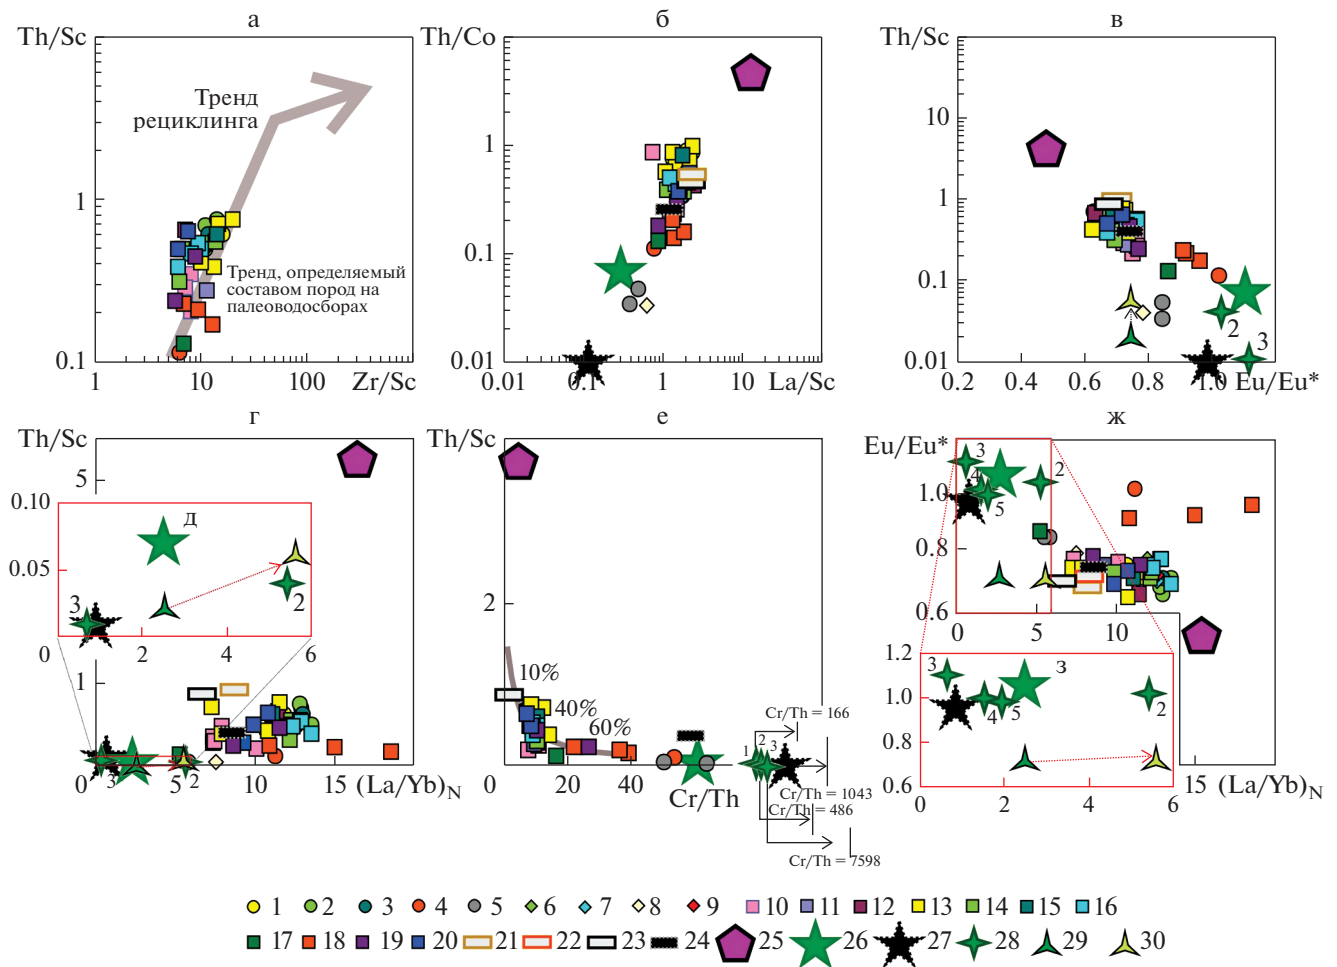 а
Th/Sc
1
0.1
1
10
100
Zr/Sc
Тренд
рециклинга
Тренд, определяемый
составом пород на
палеоводосборах
б
Th/Co
1
0.1
0.01
0.01
0.1
1
10
La/Sc
в
Th/Sc
10
1
0.1
0.01
0.2
0.4
0.6
0.8
1.0
Eu/Eu*
2
3
г
Th/Sc
5
1
0
0
5
10
15
(La/Yb)N
3
2
д
0.10
0.05
0
2
4
6
3
2
е
Th/Sc
2
0
0
20
40
Cr/Th
10%
40%
60%
1
2
3
Cr/Th = 166
Cr/Th = 1043
Cr/Th = 486
Cr/Th = 7598
ж
Eu/Eu*
1.0
0.8
0.6
0
5
10
15
(La/Yb)N
3
4
5
2
з
1.2
1.0
0.8
0.6
0
2
4
6
3
4
5
2
1 2 3 4 5 6 7 8 9 10 11 12 13 14 15 16
17 18 19 20 21 22 23 24 25 26 27 28 29 30